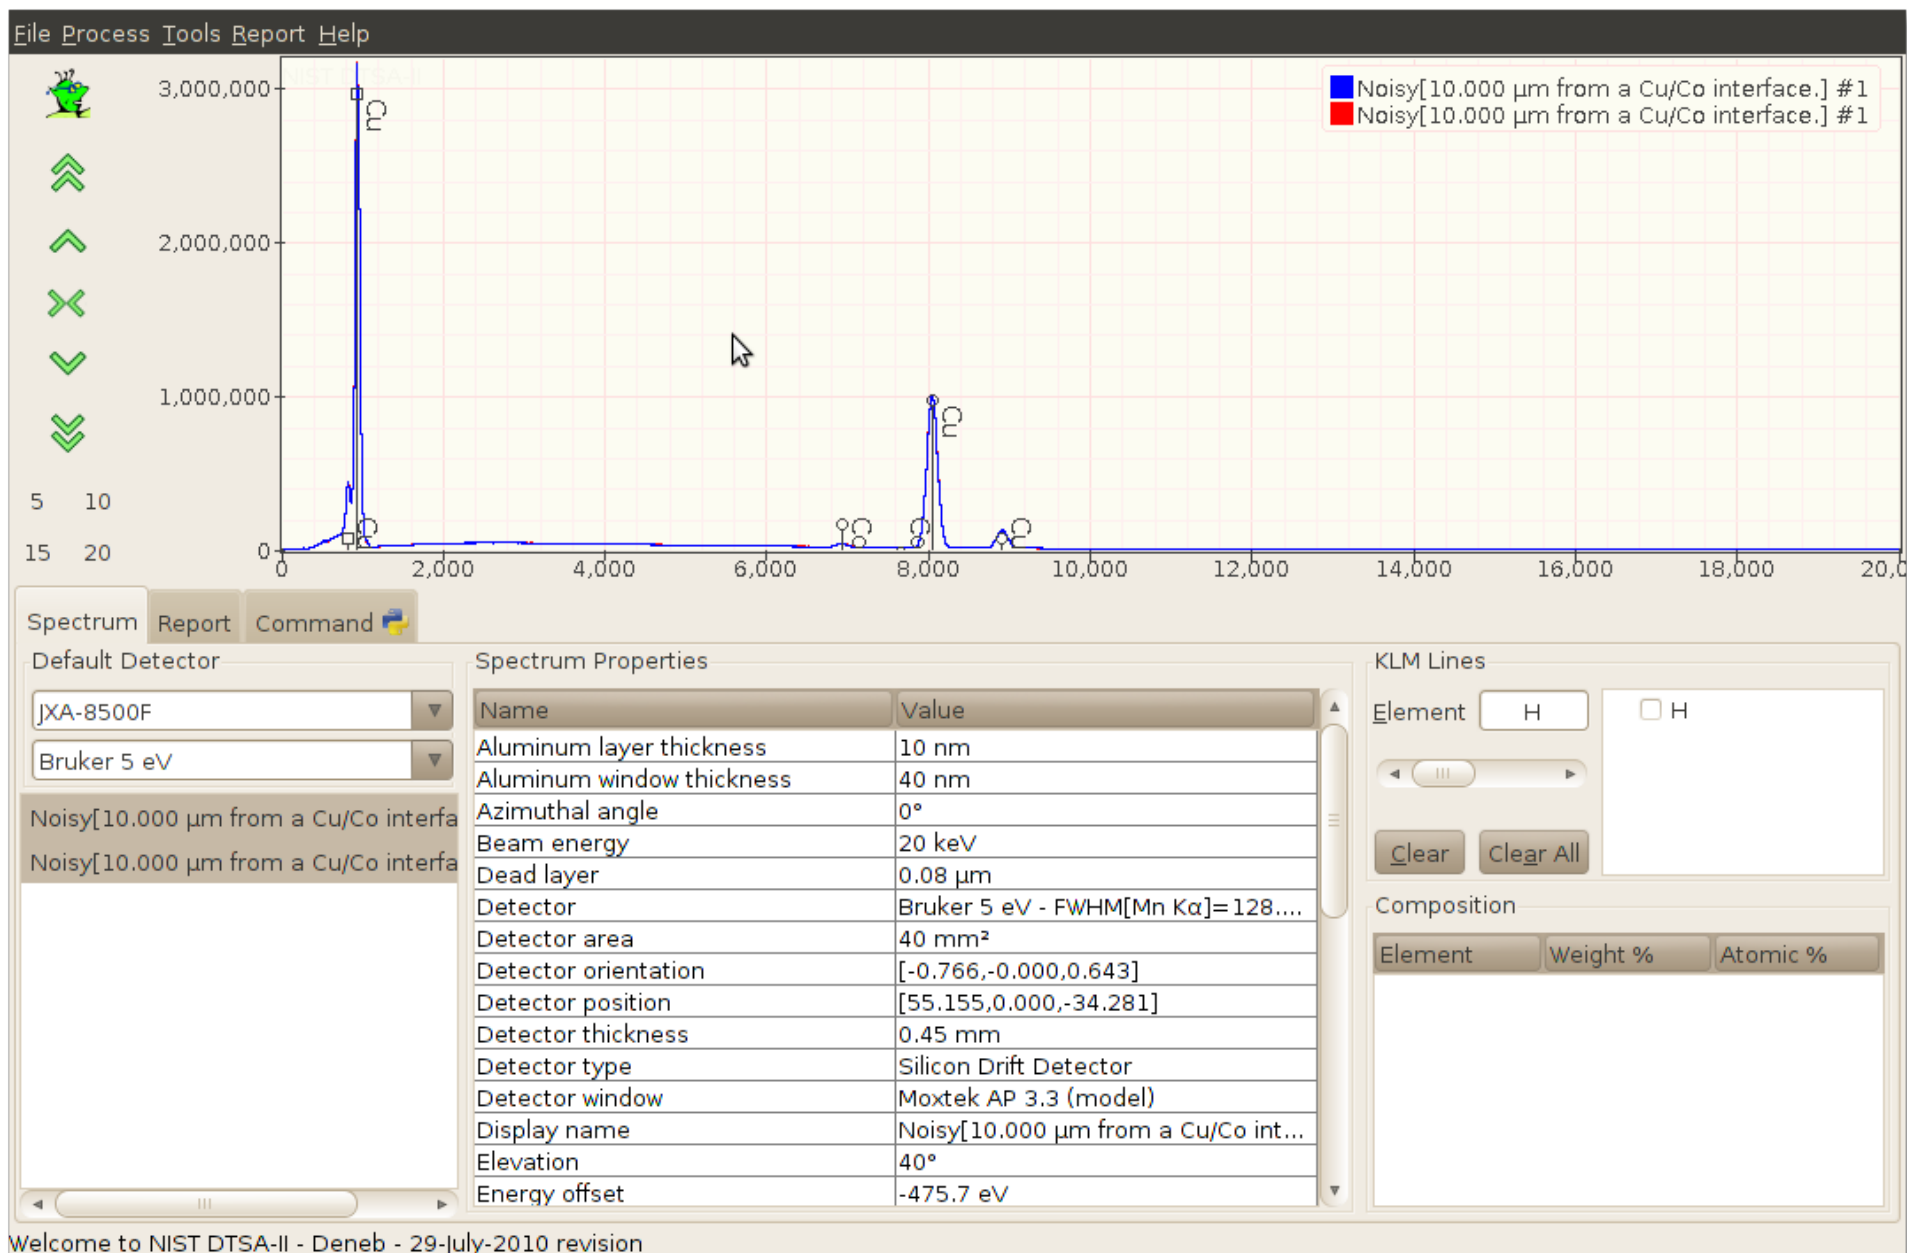 File Process Tools Report Help
NIST DTSA-II
3,000,000
2,000,000
1,000,000
0
Cu
Co
Co
Co
Cu
Cu
Noisy[10.000 µm from a Cu/Co interface.] #1
Noisy[10.000 µm from a Cu/Co interface.] #1
5 10
15 20
0 2,000 4,000 6,000 8,000 10,000 12,000 14,000 16,000 18,000 20,0
Spectrum Report Command
Default Detector
JXA-8500F
Bruker 5 eV
Noisy[10.000 µm from a Cu/Co interfa
Noisy[10.000 µm from a Cu/Co interfa
Spectrum Properties
Name Value
Aluminum layer thickness 10 nm
Aluminum window thickness 40 nm
Azimuthal angle 0°
Beam energy 20 keV
Dead layer 0.08 µm
Detector Bruker 5 eV - FWHM[Mn Kα]=128....
Detector area 40 mm²
Detector orientation [-0.766,-0.000,0.643]
Detector position [55.155,0.000,-34.281]
Detector thickness 0.45 mm
Detector type Silicon Drift Detector
Detector window Moxtek AP 3.3 (model)
Display name Noisy[10.000 µm from a Cu/Co int...
Elevation 40°
Energy offset -475.7 eV
KLM Lines
Element H
H
Clear Clear All
Composition
Element Weight % Atomic %
Welcome to NIST DTSA-II - Deneb - 29-July-2010 revision